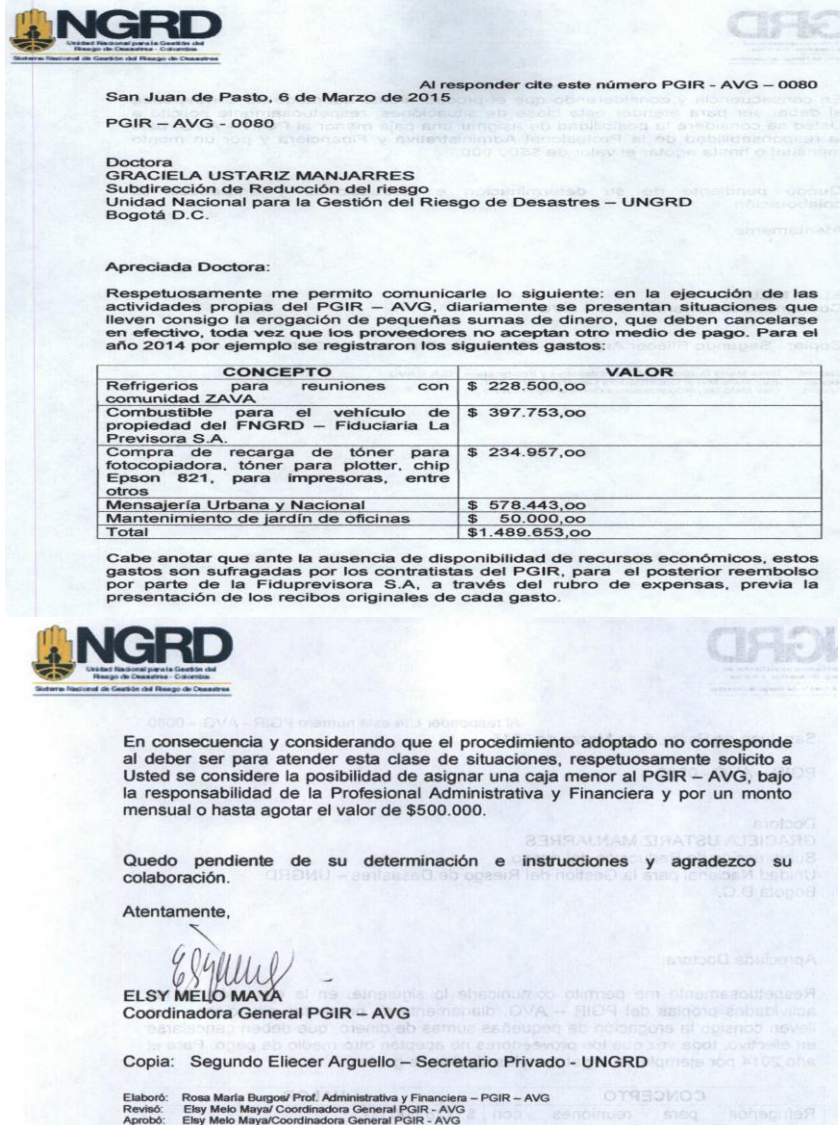 NGRD
Unidad Nacional para la Gestión del
Riesgo de Desastres - Colombia
Sistema Nacional de Gestión del Riesgo de Desastres
Al responder cite este número PGIR - AVG – 0080
San Juan de Pasto, 6 de Marzo de 2015
PGIR – AVG - 0080
Doctora
GRACIELA USTARIZ MANJARRES
Subdirección de Reducción del riesgo
Unidad Nacional para la Gestión del Riesgo de Desastres – UNGRD
Bogotá D.C.
Apreciada Doctora:
Respetuosamente me permito comunicarle lo siguiente: en la ejecución de las
actividades propias del PGIR – AVG, diariamente se presentan situaciones que
lleven consigo la erogación de pequeñas sumas de dinero, que deben cancelarse
en efectivo, toda vez que los proveedores no aceptan otro medio de pago. Para el
año 2014 por ejemplo se registraron los siguientes gastos:
CONCEPTO VALOR
Refrigerios para reuniones con $ 228.500,oo
comunidad ZAVA
Combustible para el vehículo de $ 397.753,oo
propiedad del FNGRD – Fiduciaria La
Previsora S.A.
Compra de recarga de tóner para $ 234.957,oo
fotocopiadora, tóner para plotter, chip
Epson 821, para impresoras, entre
otros
Mensajería Urbana y Nacional $ 578.443,oo
Mantenimiento de jardín de oficinas $ 50.000,oo
Total $1.489.653,oo
Cabe anotar que ante la ausencia de disponibilidad de recursos económicos, estos
gastos son sufragadas por los contratistas del PGIR, para el posterior reembolso
por parte de la Fiduprevisora S.A, a través del rubro de expensas, previa la
presentación de los recibos originales de cada gasto.
NGRD
Unidad Nacional para la Gestión del
Riesgo de Desastres - Colombia
Sistema Nacional de Gestión del Riesgo de Desastres
En consecuencia y considerando que el procedimiento adoptado no corresponde
al deber ser para atender esta clase de situaciones, respetuosamente solicito a
Usted se considere la posibilidad de asignar una caja menor al PGIR – AVG, bajo
la responsabilidad de la Profesional Administrativa y Financiera y por un monto
mensual o hasta agotar el valor de $500.000.
Quedo pendiente de su determinación e instrucciones y agradezco su
colaboración.
Atentamente,
ELSY MELO MAYA
Coordinadora General PGIR – AVG
Copia: Segundo Eliecer Arguello – Secretario Privado - UNGRD
Elaboró: Rosa María Burgos/ Prof. Administrativa y Financiera – PGIR – AVG
Revisó: Elsy Melo Maya/ Coordinadora General PGIR - AVG
Aprobó: Elsy Melo Maya/Coordinadora General PGIR - AVG